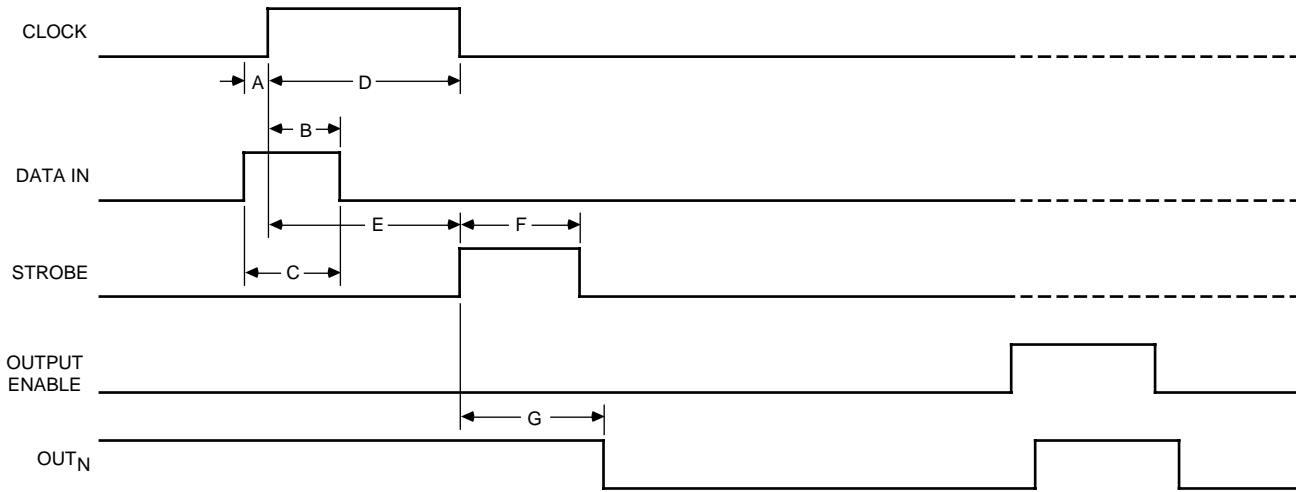 CLOCK
A
D
B
DATA IN
E
F
C
STROBE
OUTPUT
ENABLE
G
OUTN